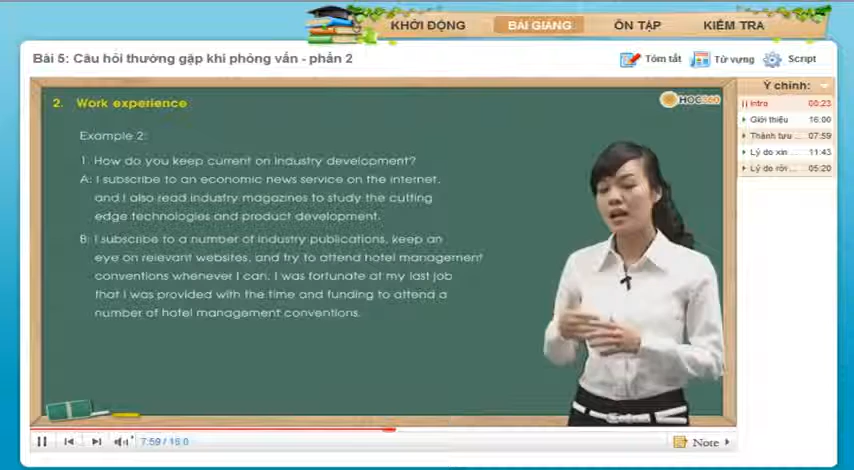 KHỞI ĐỘNG
BÀI GIẢNG
ÔN TẬP
KIỂM TRA
Bài 5: Câu hỏi thường gặp khi phỏng vấn - phần 2
Tóm tắt
Từ vựng
Script
2. Work experience
HOC360
Example 2:
1. How do you keep current on industry development?
A: I subscribe to an economic news service on the internet,
and I also read industry magazines to study the cutting
edge technologies and product development.
B: I subscribe to a number of industry publications, keep an
eye on relevant websites, and try to attend hotel management
conventions whenever I can. I was fortunate at my last job
that I was provided with the time and funding to attend a
number of hotel management conventions.
Ý chính:
Intro 00:23
Giới thiệu 16:00
Thành tựu ... 07:59
Lý do xin ... 11:43
Lý do rời ... 05:20
7:59 / 16:0
Note